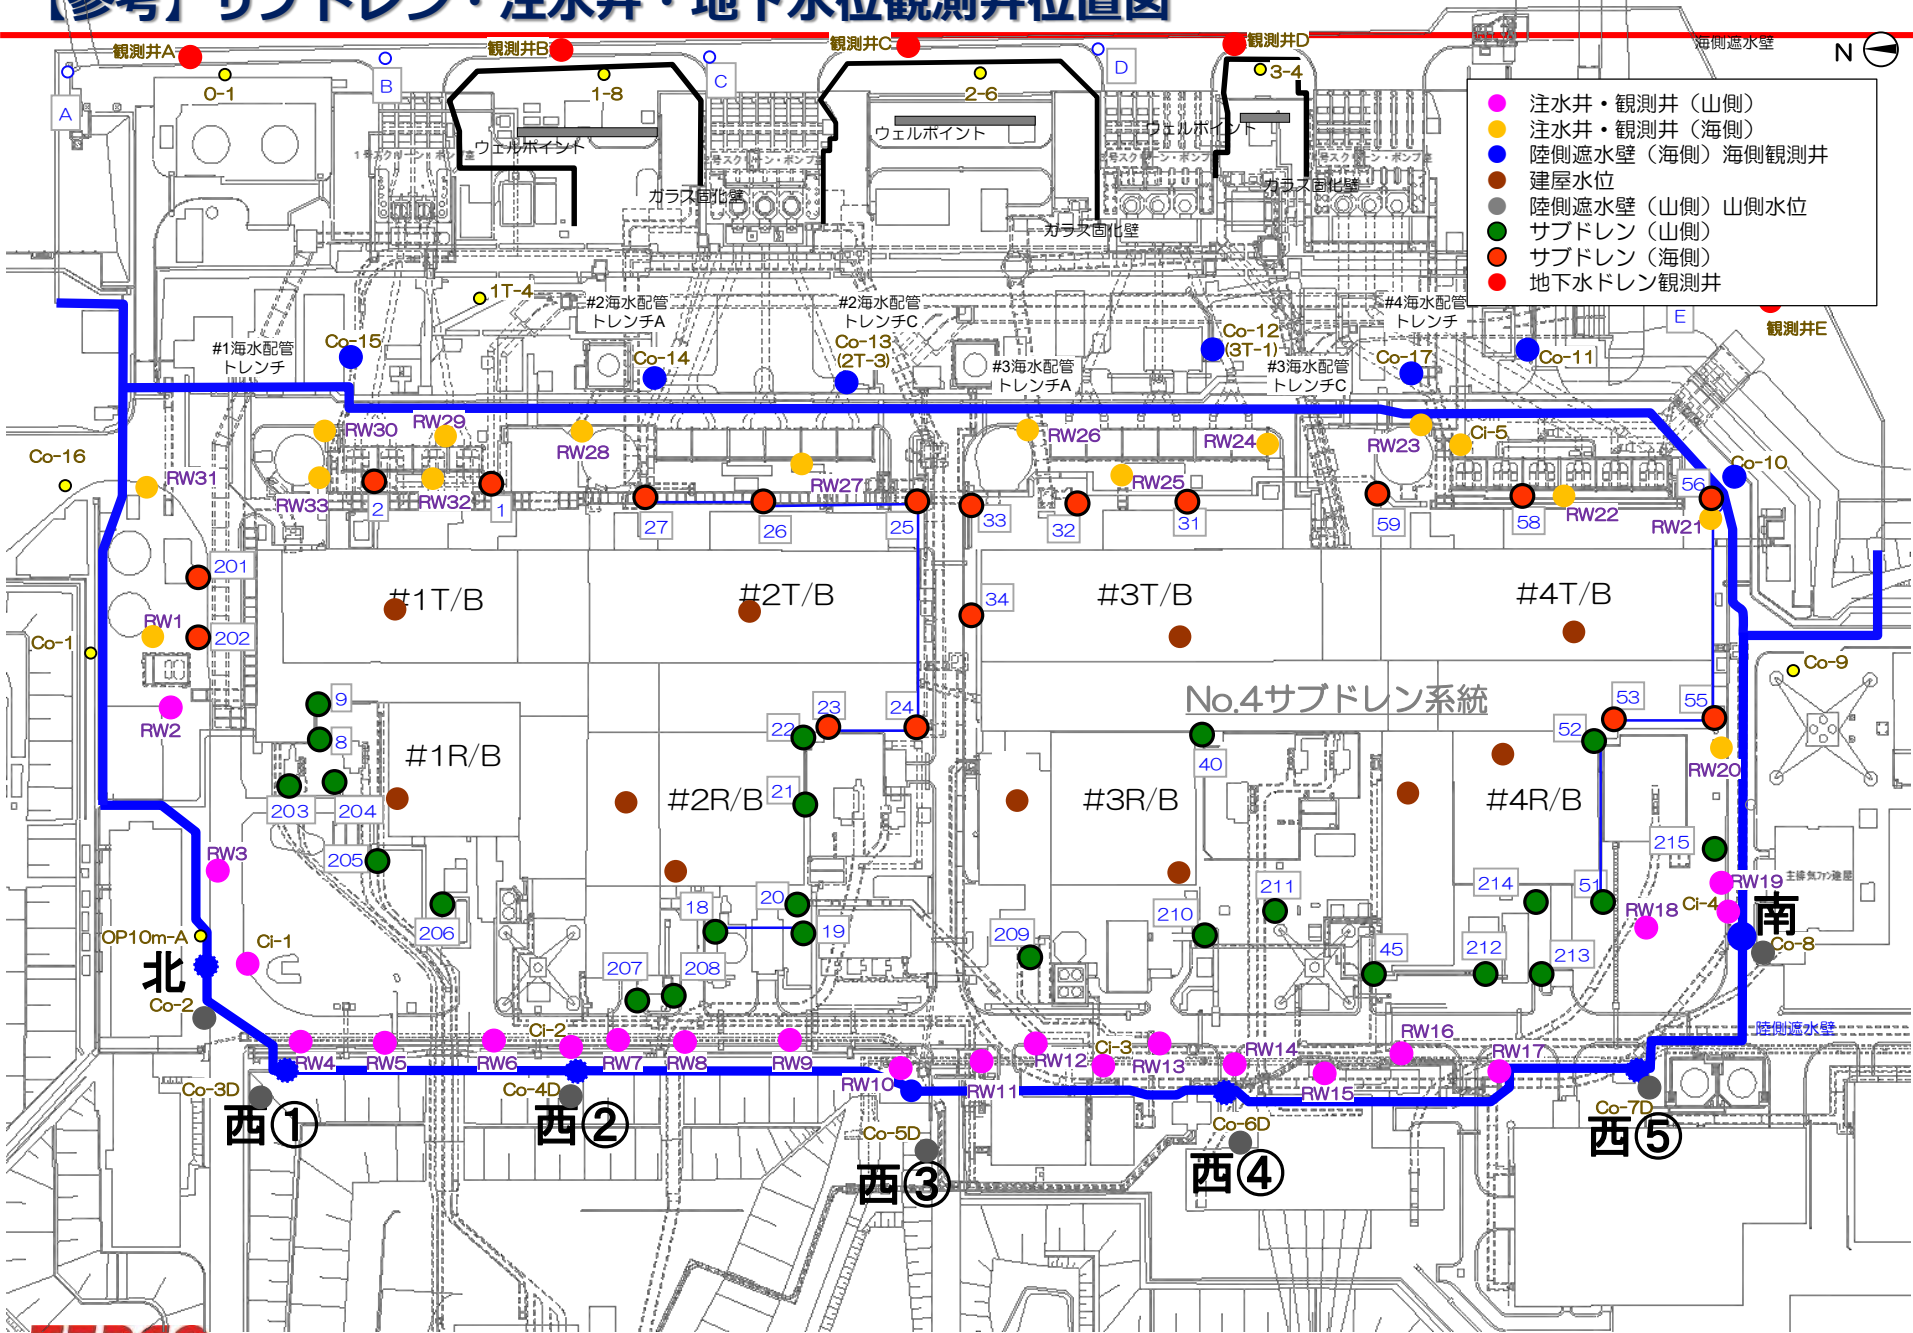 【参考】サブドレン・注水井・地下水位観測井位置図
観測井A
観測井B
観測井C
観測井D
海側遮水壁
N
A
B
C
D
0-1
1-8
2-6
3-4
注水井・観測井（山側）
注水井・観測井（海側）
陸側遮水壁（海側）海側観測井
建屋水位
陸側遮水壁（山側）山側水位
サブドレン（山側）
サブドレン（海側）
地下水ドレン観測井
ウェルポイント
ウェルポイント
ウェルポイント
ガラス固化壁
ガラス固化壁
ガラス固化壁
1T-4
E
観測井E
#1海水配管
トレンチ
#2海水配管
トレンチA
#2海水配管
トレンチC
#3海水配管
トレンチA
#3海水配管
トレンチC
#4海水配管
トレンチ
Co-15
Co-14
Co-13
(2T-3)
Co-12
(3T-1)
Co-17
Co-11
RW30
RW29
RW28
RW26
RW24
RW23
Ci-5
Co-16
RW31
RW33
RW32
RW27
RW25
RW22
RW21
Co-10
2
1
27
26
25
33
32
31
59
58
56
201
202
34
#1T/B
#2T/B
#3T/B
#4T/B
RW1
Co-1
RW2
Co-9
No.4サブドレン系統
9
8
22
23
24
40
52
53
55
RW20
#1R/B
#2R/B
#3R/B
#4R/B
21
203
204
205
206
215
RW3
主排気ファン建屋
RW19
Ci-4
南
RW18
Co-8
OP10m-A
北
Ci-1
Co-2
18
20
19
207
208
209
210
211
45
214
212
213
51
陸側遮水壁
RW4
RW5
RW6
Ci-2
RW7
RW8
RW9
RW10
RW11
RW12
Ci-3
RW13
RW14
RW15
RW16
RW17
Co-3D
西①
Co-4D
西②
Co-5D
西③
Co-6D
西④
Co-7D
西⑤